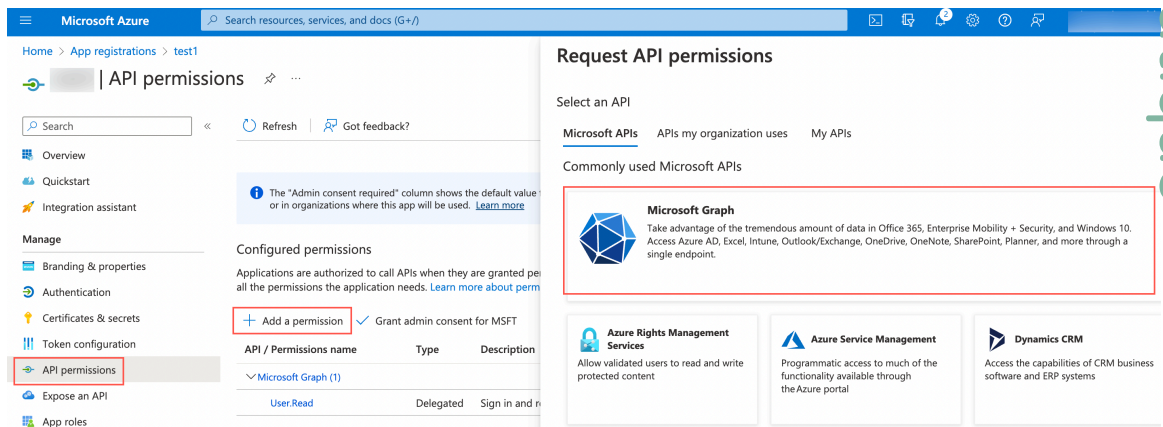 Microsoft Azure
Search resources, services, and docs (G+/)
2
Home > App registrations > test1
| API permissions
Search
Refresh
Got feedback?
Overview
Quickstart
Integration assistant
Manage
Branding & properties
Authentication
Certificates & secrets
Token configuration
API permissions
Expose an API
App roles
The "Admin consent required" column shows the default value
or in organizations where this app will be used. Learn more
Configured permissions
Applications are authorized to call APIs when they are granted
all the permissions the application needs. Learn more about
Add a permission
Grant admin consent for MSFT
API / Permissions name Type Description
Microsoft Graph (1)
User.Read Delegated Sign in and
Request API permissions
Select an API
Microsoft APIs APIs my organization uses My APIs
Commonly used Microsoft APIs
Microsoft Graph
Take advantage of the tremendous amount of data in Office 365, Enterprise Mobility + Security, and Windows 10.
Access Azure AD, Excel, Intune, Outlook/Exchange, OneDrive, OneNote, SharePoint, Planner, and more through a
single endpoint.
Azure Rights Management
Services
Allow validated users to read and write
protected content
Azure Service Management
Programmatic access to much of the
functionality available through
the Azure portal
Dynamics CRM
Access the capabilities of CRM business
software and ERP systems